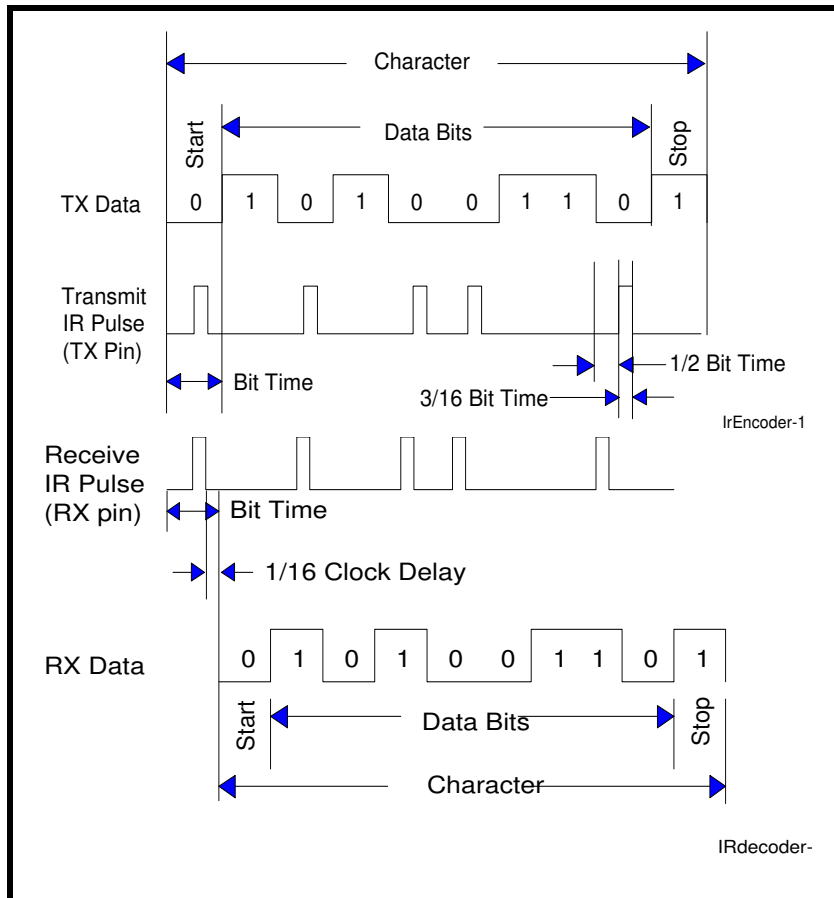 Character
Start
Data Bits
Stop
TX Data
0 1 0 1 0 0 1 1 0 1
Transmit
IR Pulse
(TX Pin)
Bit Time
1/2 Bit Time
3/16 Bit Time
IrEncoder-1
Receive
IR Pulse
(RX pin)
Bit Time
1/16 Clock Delay
RX Data
0 1 0 1 0 0 1 1 0 1
Start
Data Bits
Stop
Character
IRdecoder-